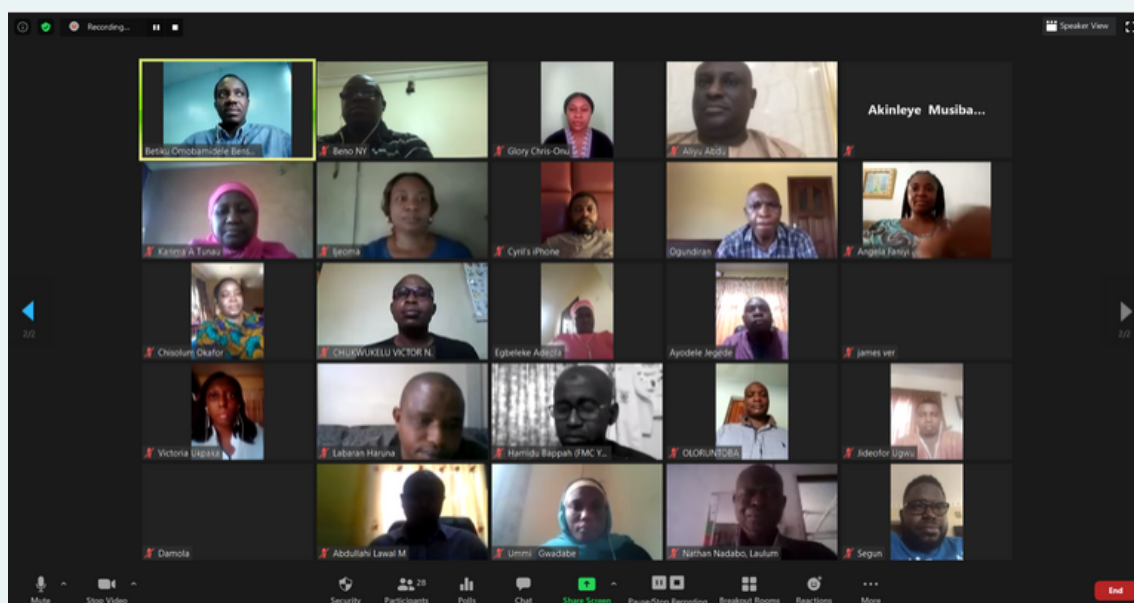 Recording...
Speaker View
Betiku Omobamidele Bens...
Beno NY
Glory Chris-Onu
Aliyu Abdu
Akinleye Musiba...
Karima A Tunau
Ijeoma
Cyril's iPhone
Ogundiran
Angela Faniyi
2/2
2/2
Chisolum Okafor
CHUKWUKELU VICTOR N.
Egbeleke Adeola
Ayodele Jegede
james ver
Victoria Ukpaka
Labaran Haruna
Hamidu Bappah (FMC Y...
OLORUNTOBA
Jideofor Ugwu
Damola
Abdullahi Lawal M
Ummi Gwadabe
Nathan Nadabo, Laulum
Segun
28
Mute
Stop Video
Security
Participants
Polls
Chat
Share Screen
Pause/Stop Recording
Breakout Rooms
Reactions
More
End